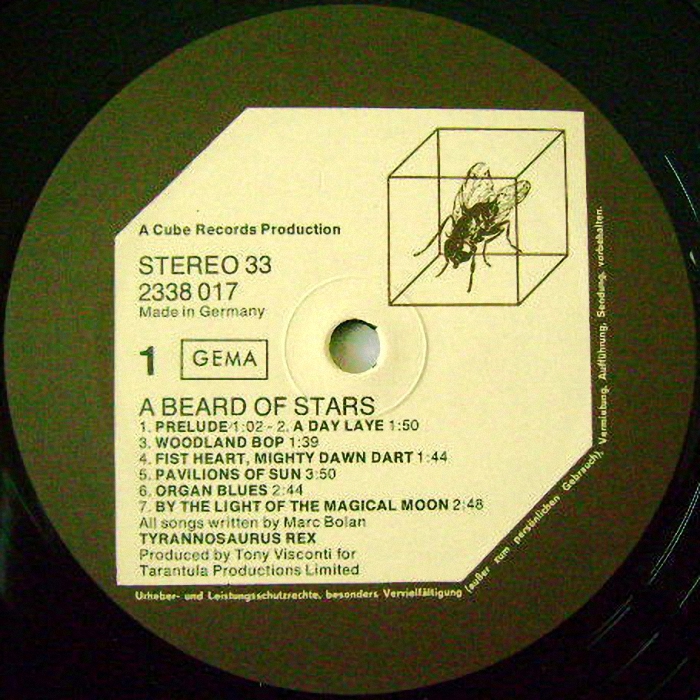 A Cube Records Production
STEREO 33
2338 017
Made in Germany
1 GEMA
A BEARD OF STARS
1. PRELUDE 1:02 - 2. A DAY LAYE 1:50
3. WOODLAND BOP 1:39
4. FIST HEART, MIGHTY DAWN DART 1:44
5. PAVILIONS OF SUN 3:50
6. ORGAN BLUES 2:44
7. BY THE LIGHT OF THE MAGICAL MOON 2:48
All songs written by Marc Bolan
TYRANNOSAURUS REX
Produced by Tony Visconti for
Tarantula Productions Limited
Urheber- und Leistungsschutzrechte, besonders Vervielfältigung (außer zum persönlichen Gebrauch), Vermietung, Aufführung, Sendung, vorbehalten.